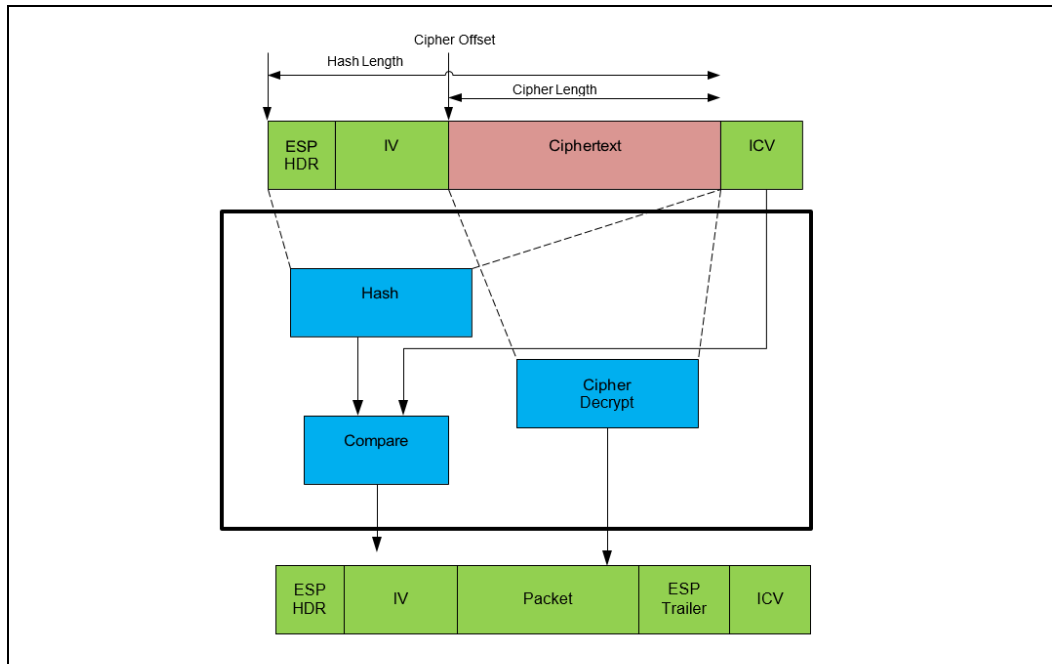 Cipher Offset
Hash Length
Cipher Length
ESP
HDR
IV
Ciphertext
ICV
Hash
Cipher
Decrypt
Compare
ESP
HDR
IV
Packet
ESP
Trailer
ICV